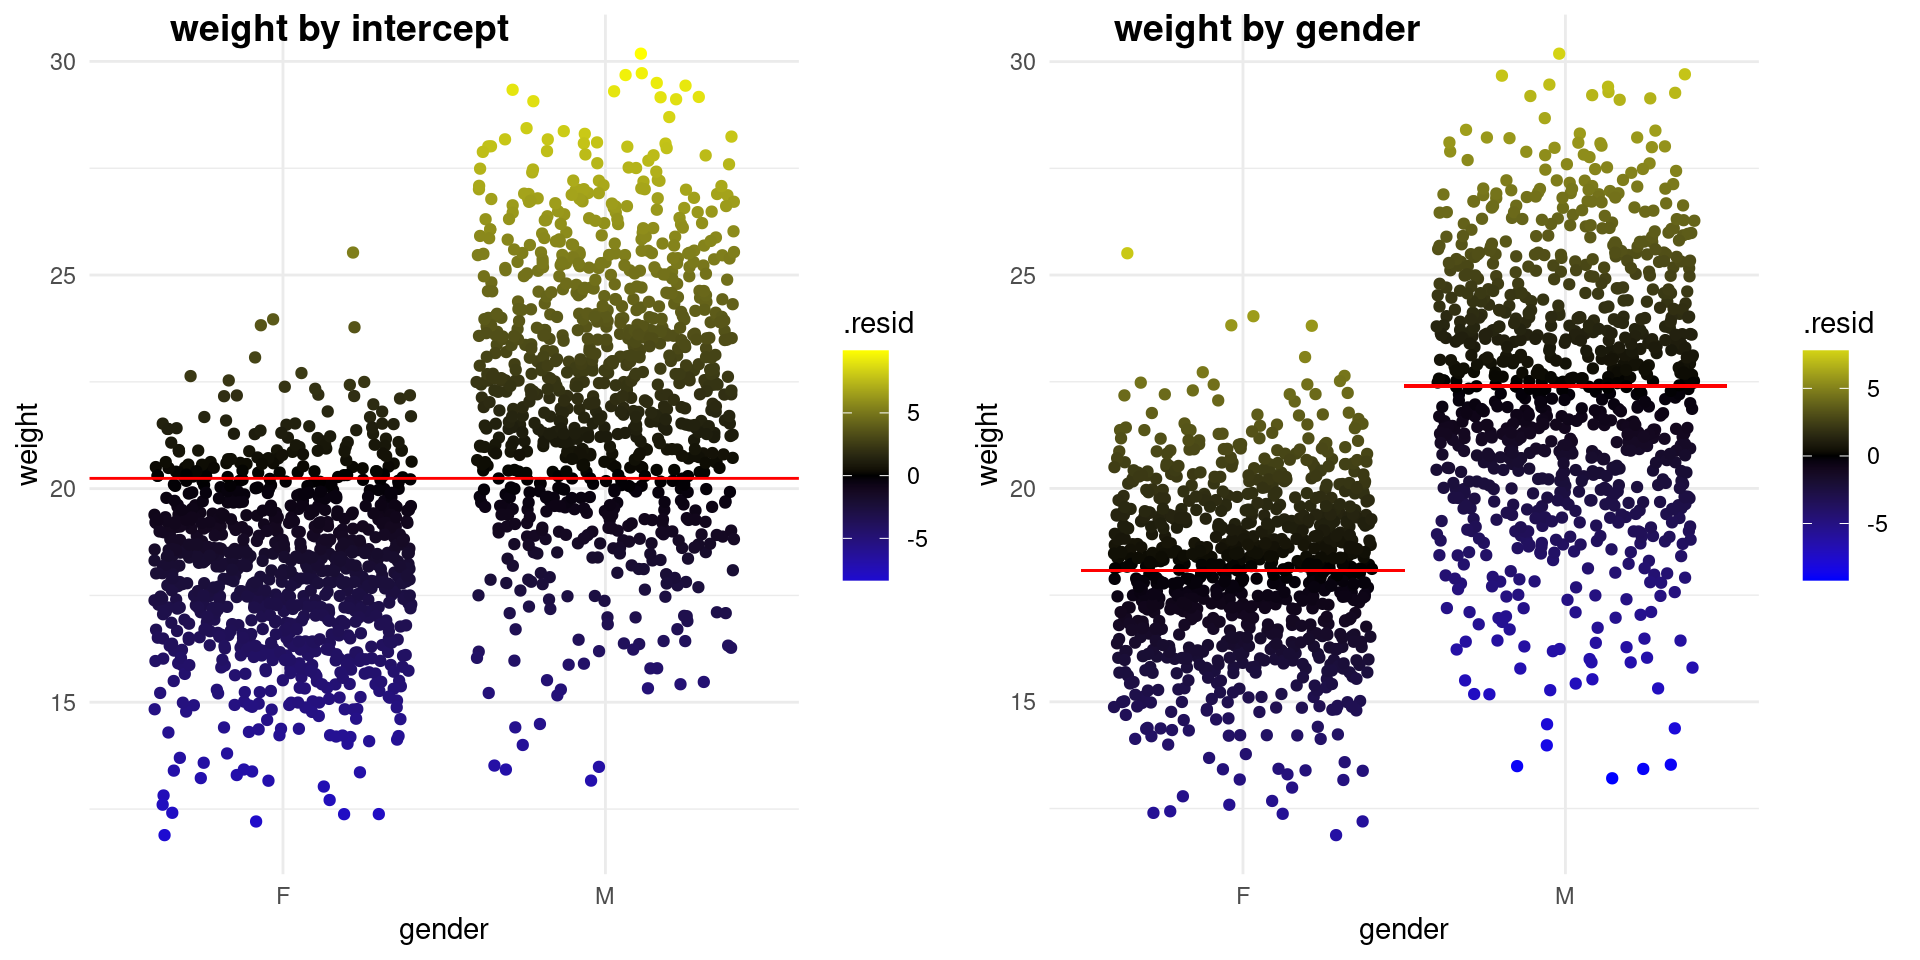 weight by intercept
30
25
20
15
weight
F
M
gender
.resid
5
0
-5
weight by gender
30
25
20
15
weight
F
M
gender
.resid
5
0
-5